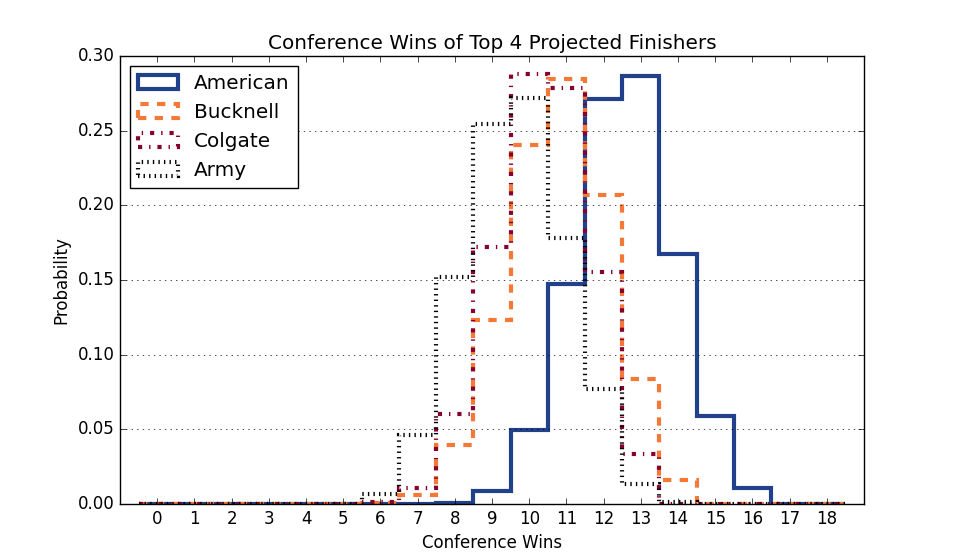 Conference Wins of Top 4 Projected Finishers
0.30
0.25
0.20
0.15
0.10
0.05
0.00
Probability
American
Bucknell
Colgate
Army
0 1 2 3 4 5 6 7 8 9 10 11 12 13 14 15 16 17 18
Conference Wins